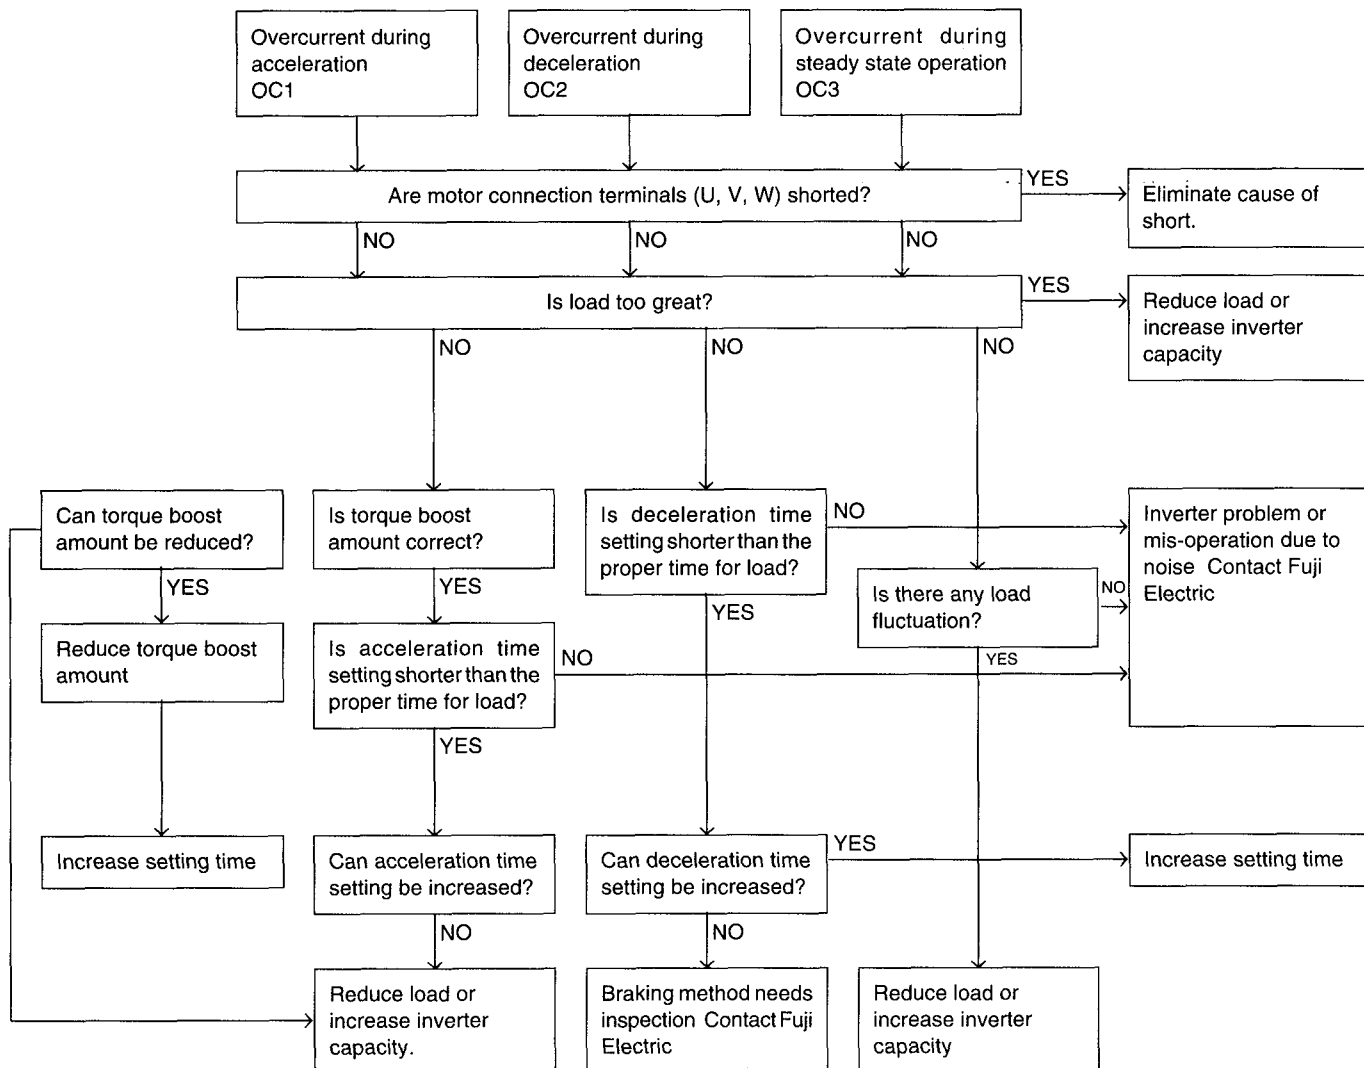 Overcurrent during
acceleration
OC1
Overcurrent during
deceleration
OC2
Overcurrent during
steady state operation
OC3
Are motor connection terminals (U, V, W) shorted?
YES
Eliminate cause of
short.
NO
NO
NO
Is load too great?
YES
Reduce load or
increase inverter
capacity
NO
NO
NO
Can torque boost
amount be reduced?
Is torque boost
amount correct?
Is deceleration time
setting shorter than the
proper time for load?
NO
Inverter problem or
mis-operation due to
noise Contact Fuji
Electric
YES
YES
YES
Is there any load
fluctuation?
NO
YES
Reduce torque boost
amount
Is acceleration time
setting shorter than the
proper time for load?
NO
YES
Increase setting time
Can acceleration time
setting be increased?
Can deceleration time
setting be increased?
YES
Increase setting time
NO
NO
Reduce load or
increase inverter
capacity.
Braking method needs
inspection Contact Fuji
Electric
Reduce load or
increase inverter
capacity